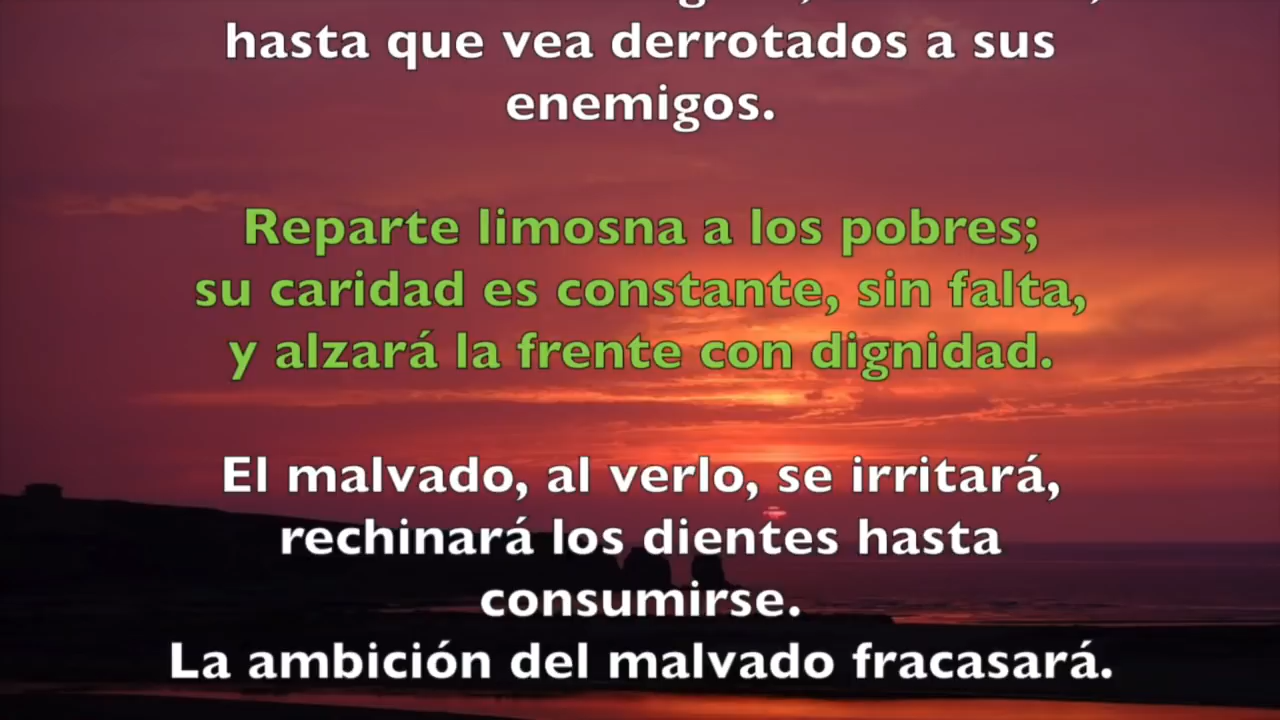 hasta que vea derrotados a sus
enemigos.
Reparte limosna a los pobres;
su caridad es constante, sin falta,
y alzará la frente con dignidad.
El malvado, al verlo, se irritará,
rechinará los dientes hasta
consumirse.
La ambición del malvado fracasará.